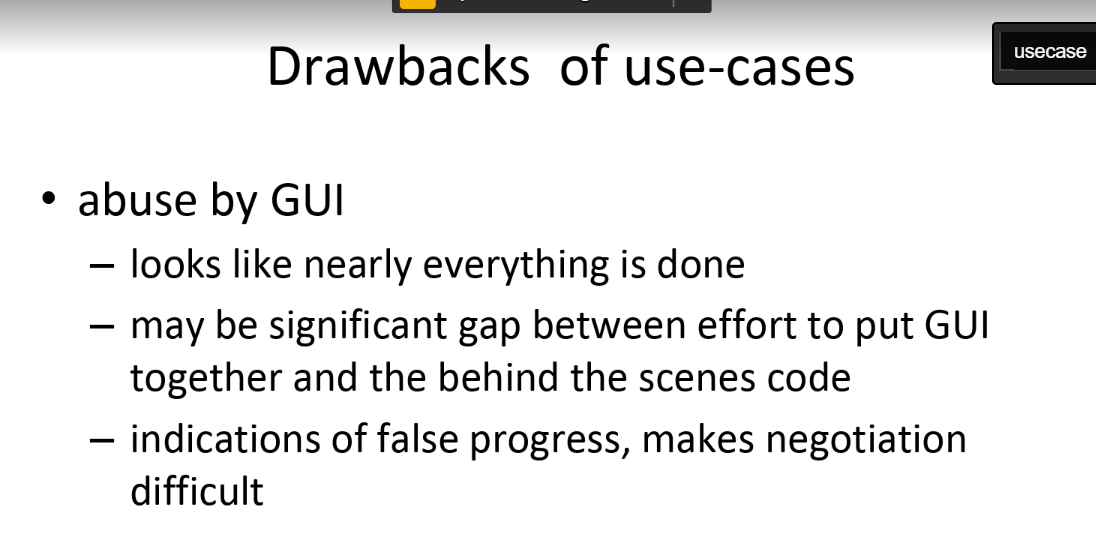 Drawbacks of use-cases
usecase
• abuse by GUI
– looks like nearly everything is done
– may be significant gap between effort to put GUI
together and the behind the scenes code
– indications of false progress, makes negotiation
difficult